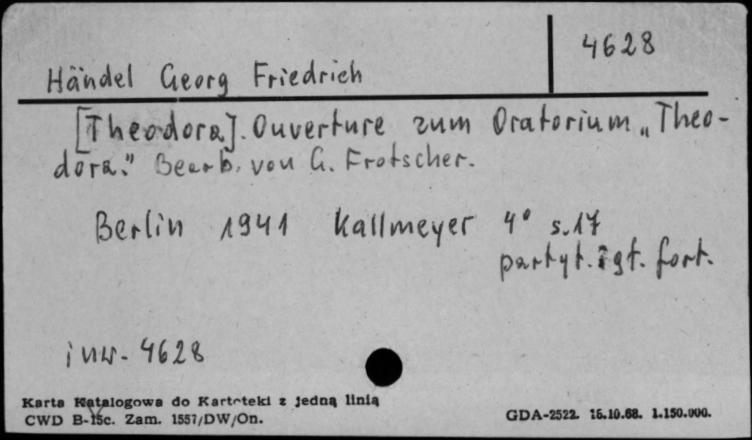 4628
Händel Georg Friedrich
[Theodora]. Ouverture zum Oratorium „Theo-
dora." Bearb. von G. Frotscher.
Berlin 1941 Kallmeyer 4° s.17
partyt. i gł. fort.
inw. 4628
Karta Katalogowa do Kartoteki z jedną linią
CWD B-15c. Zam. 1557/DW/On.
GDA-2522. 15.10.68. 1.150.000.